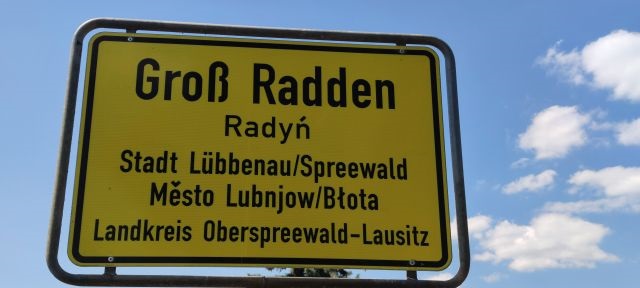 Groß Radden
Radyń
Stadt Lübbenau/Spreewald
Město Lubnjow/Błota
Landkreis Oberspreewald-Lausitz